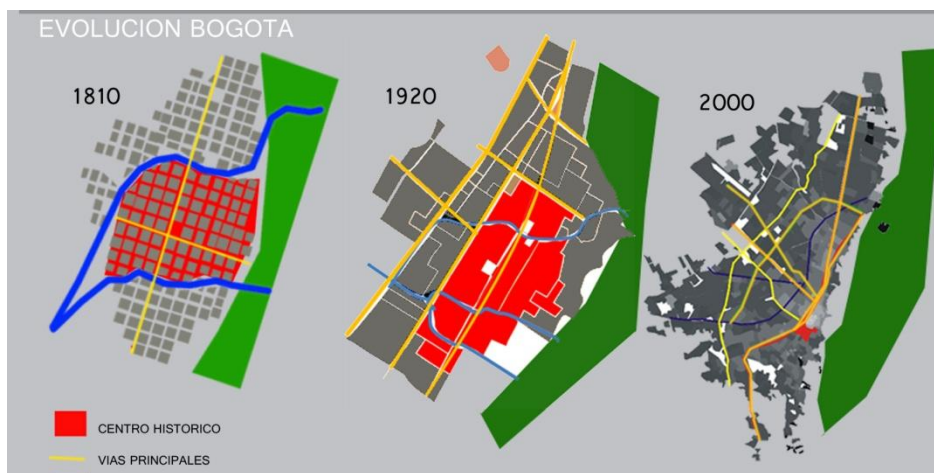 EVOLUCION BOGOTA
1810
1920
2000
CENTRO HISTORICO
VIAS PRINCIPALES